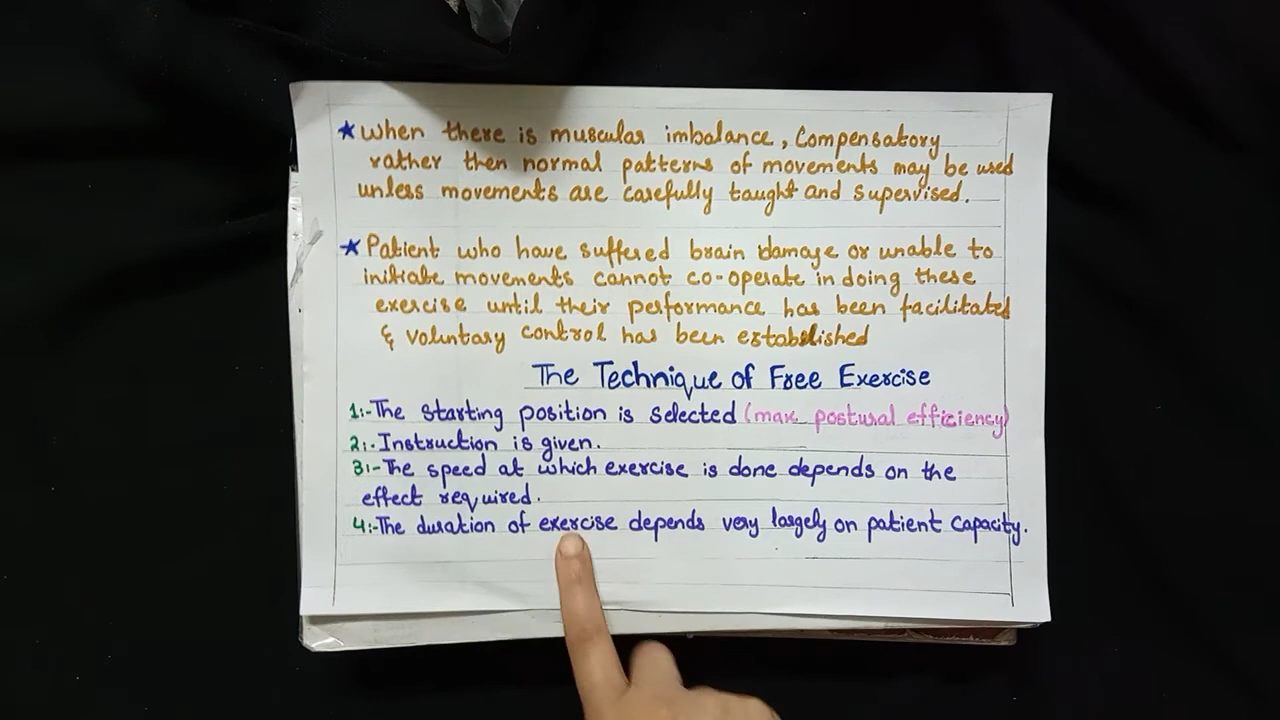 ★ When there is muscular imbalance, Compensatory
rather then normal patterns of movements may be used
unless movements are carefully taught and supervised.
★ Patient who have suffered brain damage or unable to
initiate movements cannot co-operate in doing these
exercise until their performance has been facilitated
& voluntary control has been established
The Technique of Free Exercise
1:-The starting position is selected (max postural efficiency)
2:-Instruction is given.
3:-The speed at which exercise is done depends on the
effect required.
4:-The duration of exercise depends very largely on patient capacity.